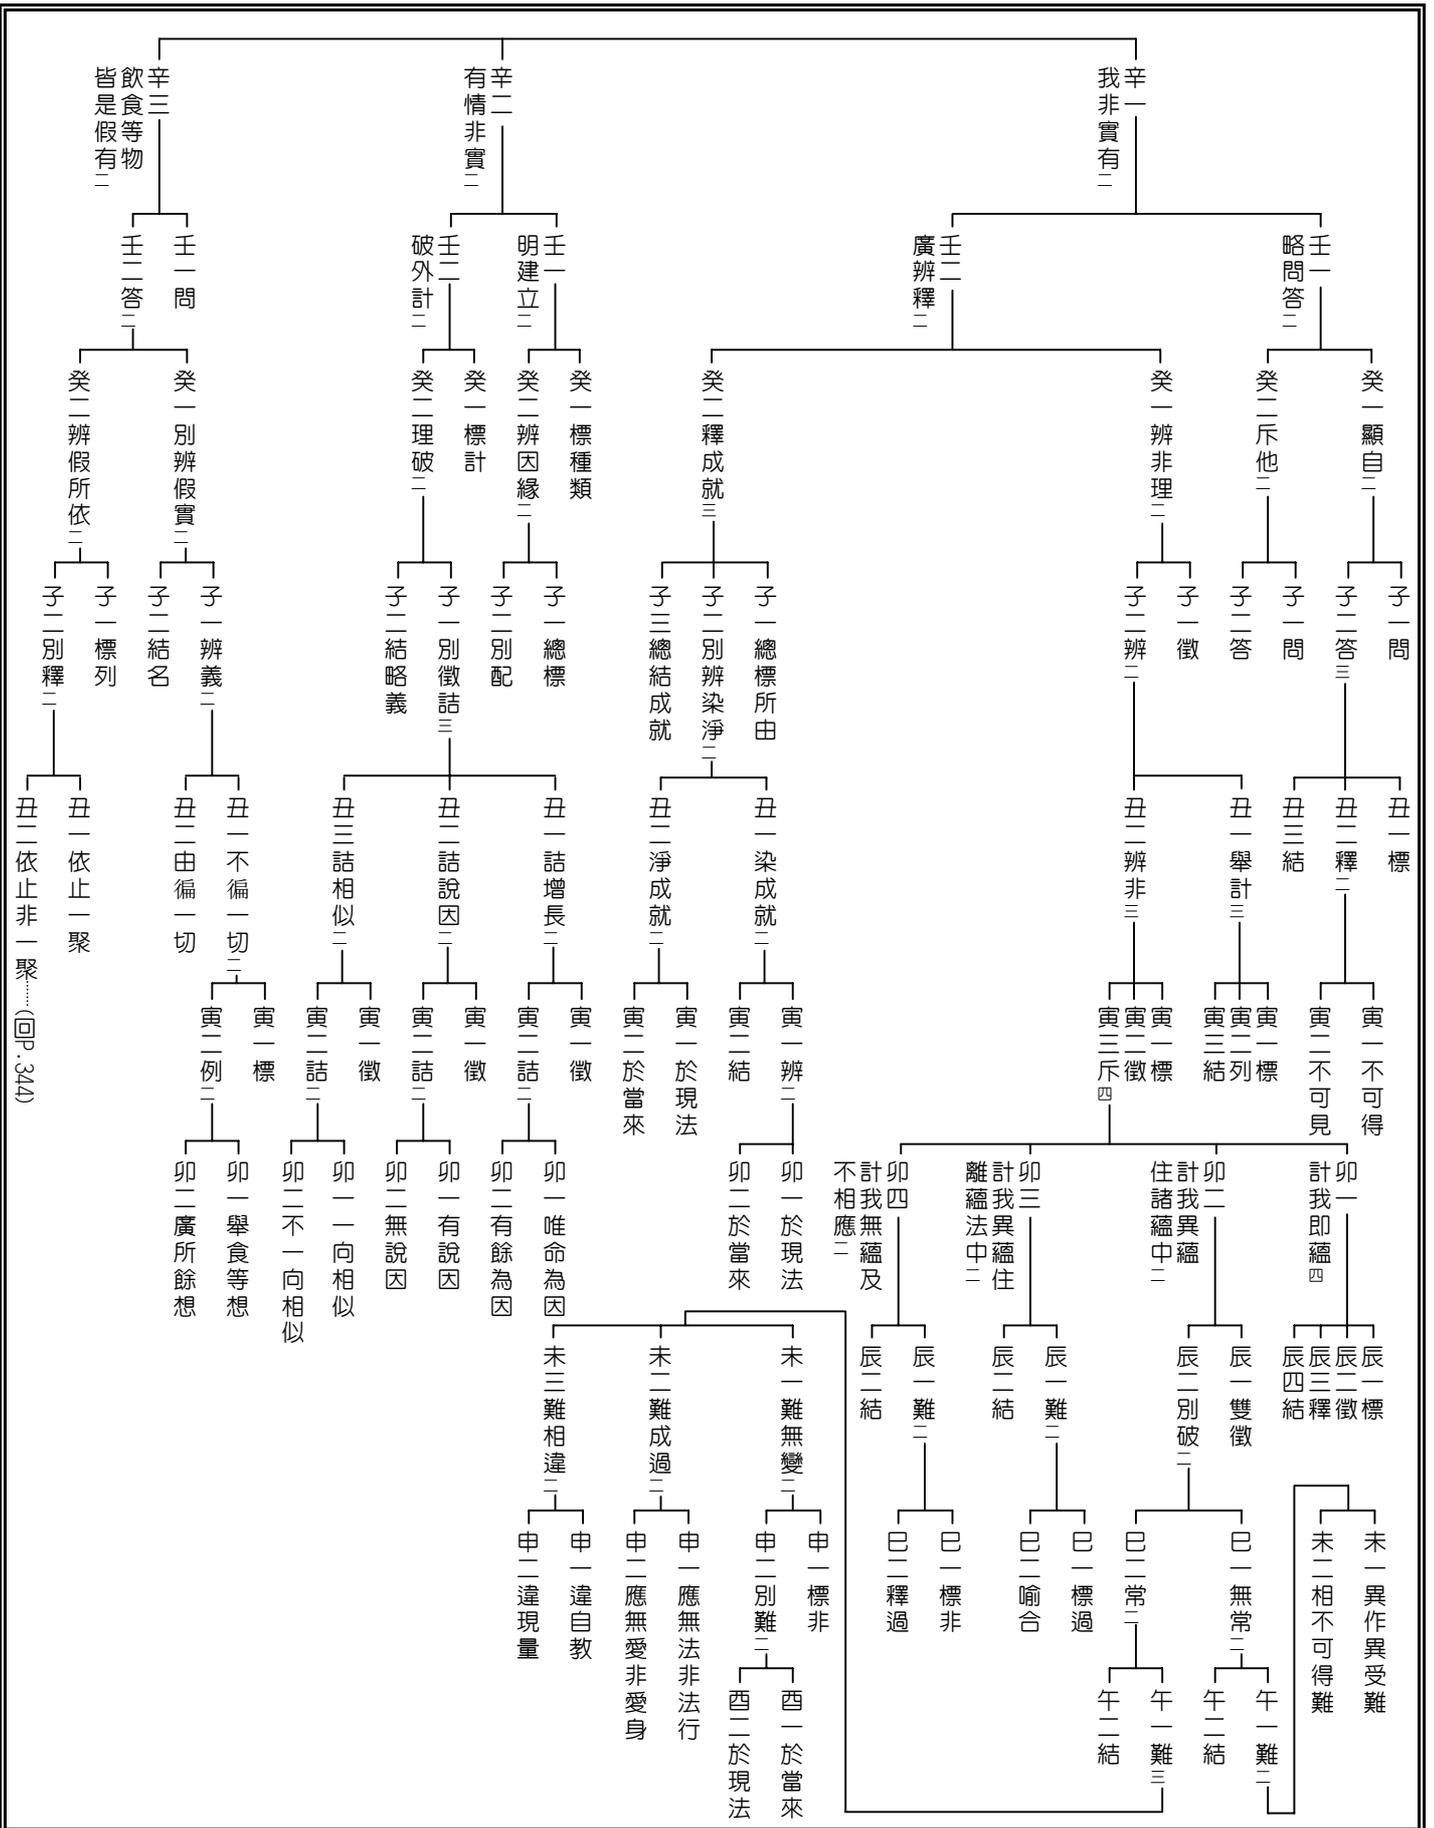 辛一
我非實有二
壬一
略問答二
癸一顯自二
子一問
子二答三
丑一標
丑二釋二
寅一不可得
寅二不可見
丑三結
癸二斥他二
子一問
子二答
壬二
廣辨釋二
癸一辨非理二
子一徵
子二辨二
丑一舉計三
寅一標
寅二列
寅三結
丑二辨非三
寅一標
寅二徵
寅三斥四
卯一
計我即蘊四
辰一標
辰二徵
辰三釋
辰四結
卯二
計我異蘊
住諸蘊中二
辰一雙徵
辰二別破二
巳一無常二
午一難二
未一異作異受難
未二相不可得難
午二結
巳二常二
午一難三
未一難無變二
申一標非
申二別難二
酉一於當來
酉二於現法
未二難成過二
申一應無法非法行
申二應無愛非愛身
未三難相違二
申一違自教
申二違現量
午二結
卯三
計我異蘊住
離蘊法中二
辰一難二
巳一標過
巳二喻合
辰二結
卯四
計我無蘊及
不相應二
辰一難二
巳一標非
巳二釋過
辰二結
癸二釋成就三
子一總標所由
子二別辨染淨二
丑一染成就二
寅一辨二
卯一於現法
卯二於當來
寅二結
丑二淨成就二
寅一於現法
寅二於當來
子三總結成就
辛二
有情非實二
壬一
明建立二
癸一標種類
癸二辨因緣二
子一總標
子二別配
壬二
破外計二
癸一標計
癸二理破二
子一別徵詰三
丑一詰增長二
寅一徵
寅二詰二
卯一唯命為因
卯二有餘為因
丑二詰說因二
寅一徵
寅二詰二
卯一有說因
卯二無說因
丑三詰相似二
寅一徵
寅二詰二
卯一一向相似
卯二不一向相似
子二結略義
辛三
飲食等物
皆是假有二
壬一問
壬二答二
癸一別辨假實二
子一辨義二
丑一不徧一切二
寅一標
寅二例二
卯一舉食等想
卯二廣所餘想
丑二由徧一切
子二結名
癸二辨假所依二
子一標列
子二別釋二
丑一依止一聚
丑二依止非一聚……(回P.344)